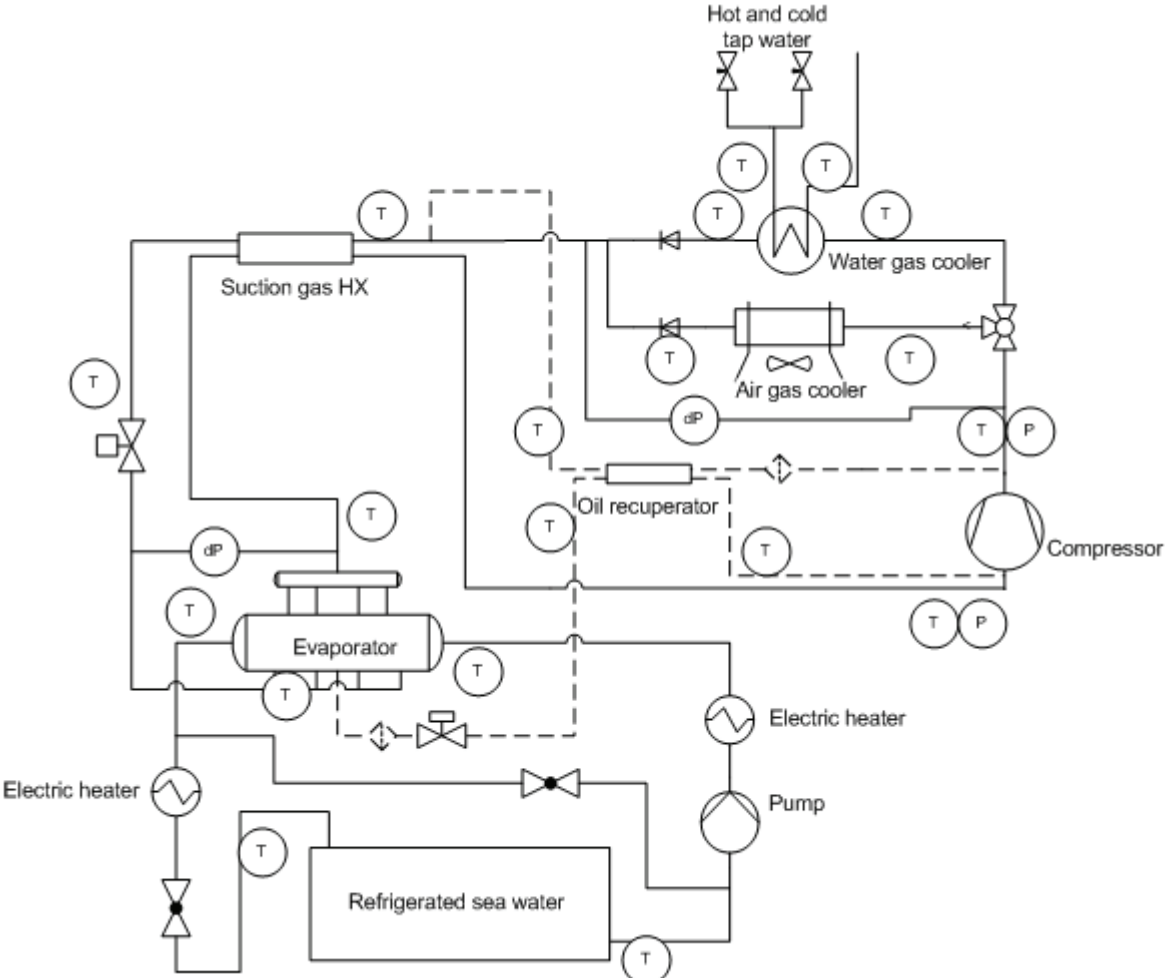 Hot and cold
tap water
T
T
T
T
T
Water gas cooler
Suction gas HX
T
T
T
Air gas cooler
T
dP
T
T
P
Oil recuperator
T
T
T
Compressor
dP
T
T
P
Evaporator
T
T
Electric heater
Electric heater
Pump
T
Refrigerated sea water
T